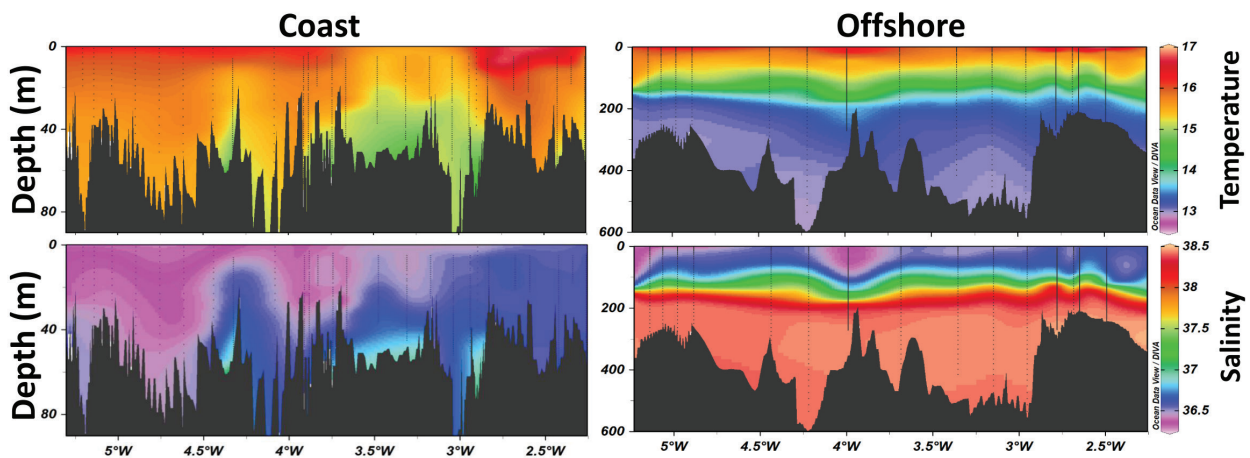 Coast
Offshore
Depth (m)
0
40
80
0
200
400
600
17
16
15
14
13
Temperature
Ocean Data View / DIVA
Depth (m)
0
40
80
5°W
4.5°W
4°W
3.5°W
3°W
2.5°W
0
200
400
600
5°W
4.5°W
4°W
3.5°W
3°W
2.5°W
38.5
38
37.5
37
36.5
Salinity
Ocean Data View / DIVA